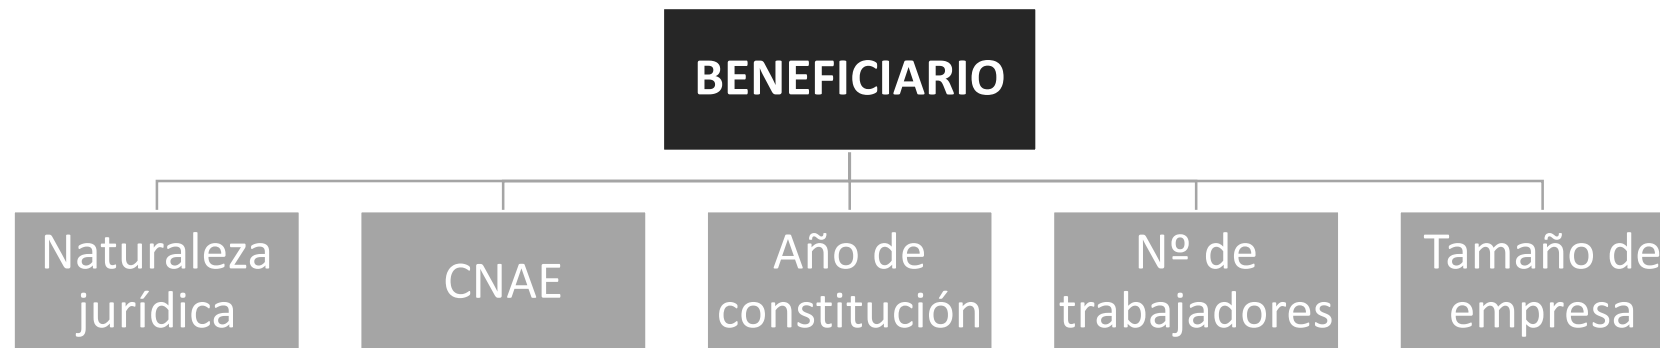 BENEFICIARIO
Naturaleza
jurídica
CNAE
Año de
constitución
Nº de
trabajadores
Tamaño de
empresa